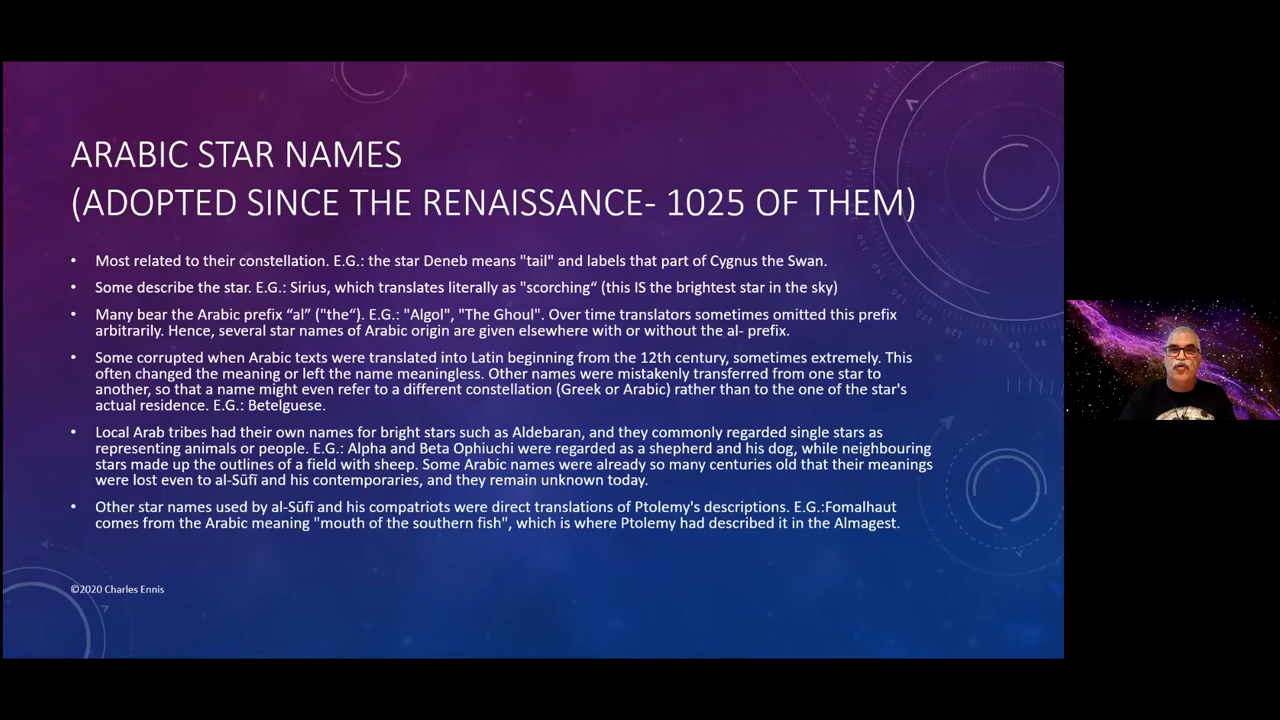 ARABIC STAR NAMES
(ADOPTED SINCE THE RENAISSANCE- 1025 OF THEM)
• Most related to their constellation. E.G.: the star Deneb means "tail" and labels that part of Cygnus the Swan.
• Some describe the star. E.G.: Sirius, which translates literally as "scorching“ (this IS the brightest star in the sky)
• Many bear the Arabic prefix “al” ("the“). E.G.: "Algol", "The Ghoul". Over time translators sometimes omitted this prefix
arbitrarily. Hence, several star names of Arabic origin are given elsewhere with or without the al- prefix.
• Some corrupted when Arabic texts were translated into Latin beginning from the 12th century, sometimes extremely. This
often changed the meaning or left the name meaningless. Other names were mistakenly transferred from one star to
another, so that a name might even refer to a different constellation (Greek or Arabic) rather than to the one of the star's
actual residence. E.G.: Betelguese.
• Local Arab tribes had their own names for bright stars such as Aldebaran, and they commonly regarded single stars as
representing animals or people. E.G.: Alpha and Beta Ophiuchi were regarded as a shepherd and his dog, while neighbouring
stars made up the outlines of a field with sheep. Some Arabic names were already so many centuries old that their meanings
were lost even to al-Sūfī and his contemporaries, and they remain unknown today.
• Other star names used by al-Sūfī and his compatriots were direct translations of Ptolemy's descriptions. E.G.:Fomalhaut
comes from the Arabic meaning "mouth of the southern fish", which is where Ptolemy had described it in the Almagest.
©2020 Charles Ennis